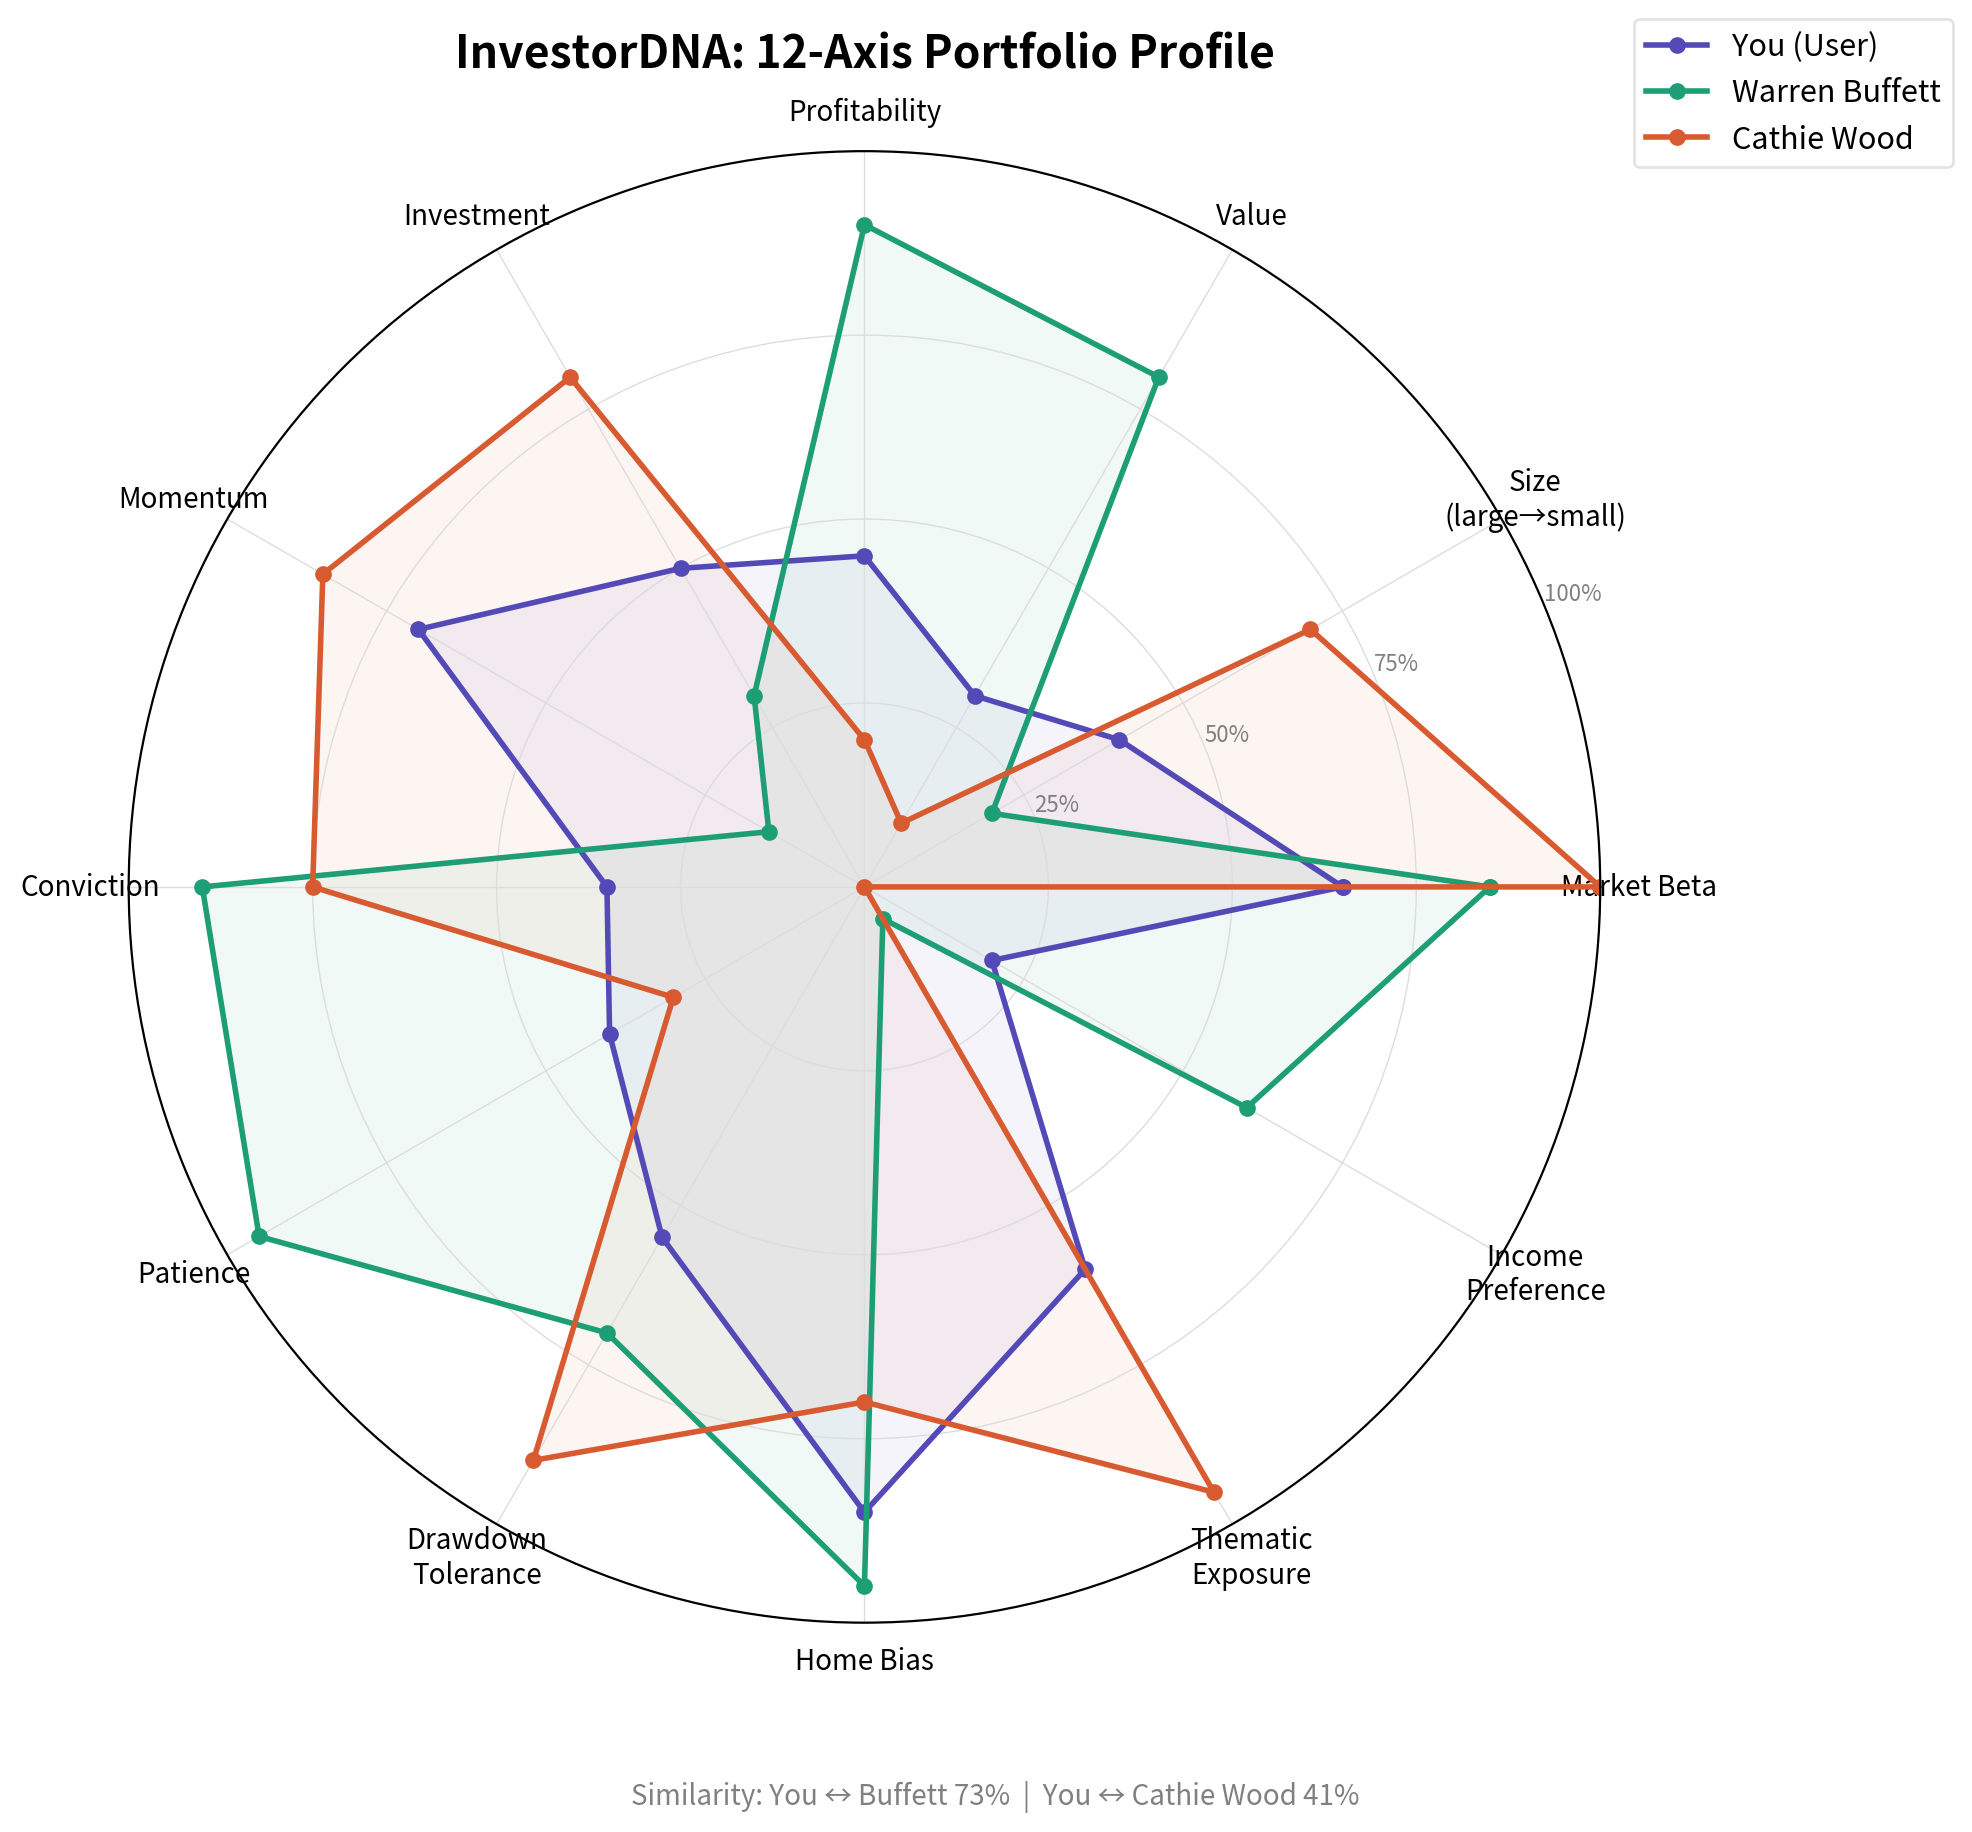 InvestorDNA: 12-Axis Portfolio Profile
You (User)
Warren Buffett
Cathie Wood
Profitability
Investment
Value
Momentum
Size
(large→small)
100%
75%
50%
25%
Conviction
Market Beta
Patience
Income
Preference
Drawdown
Tolerance
Thematic
Exposure
Home Bias
Similarity: You ↔ Buffett 73% | You ↔ Cathie Wood 41%